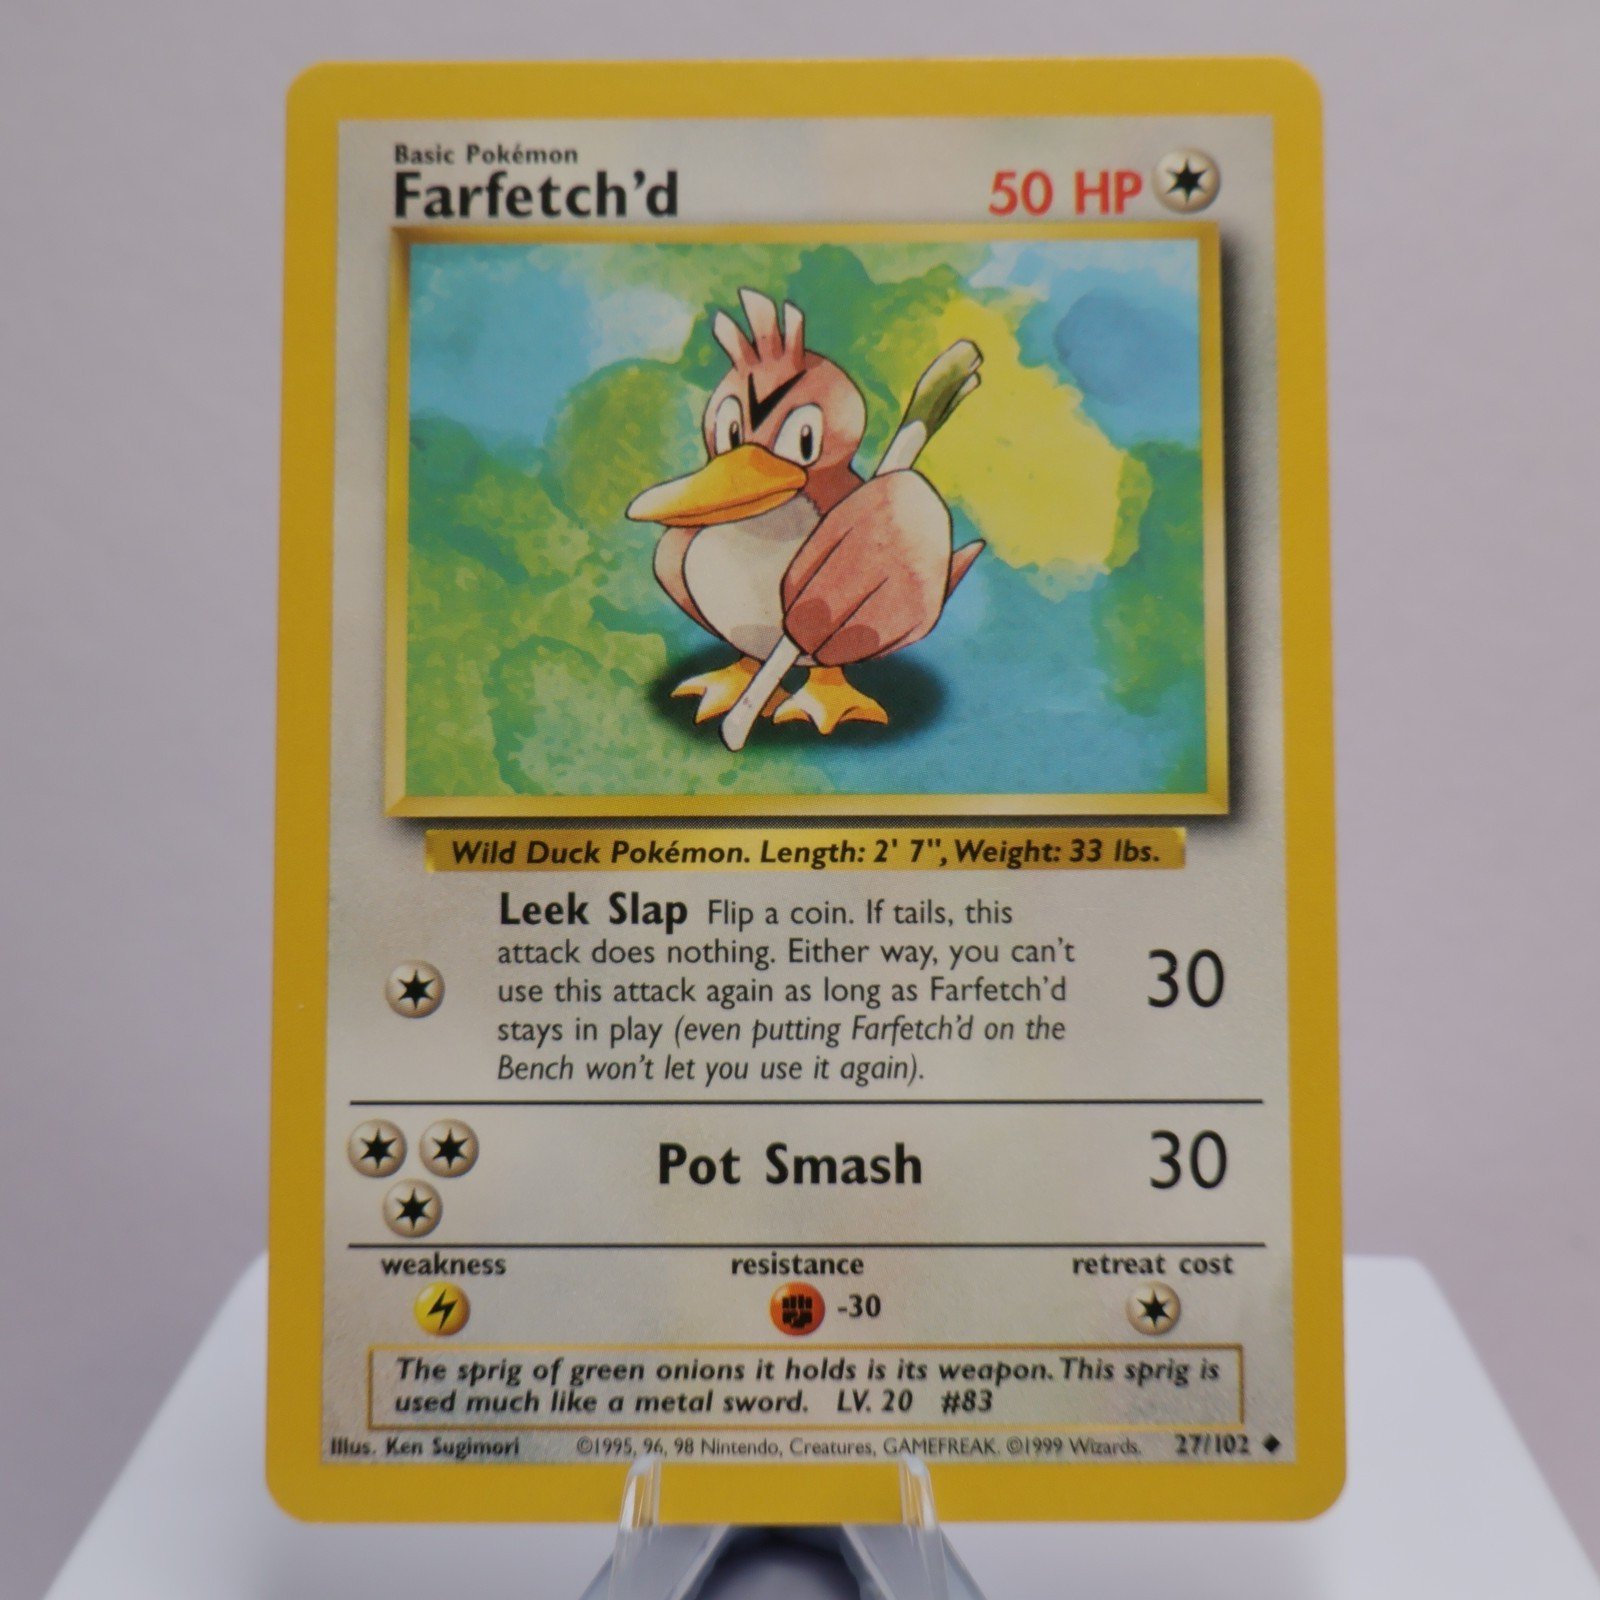 Basic Pokémon
Farfetch'd
50 HP
Wild Duck Pokémon. Length: 2' 7", Weight: 33 lbs.
Leek Slap Flip a coin. If tails, this
attack does nothing. Either way, you can't
use this attack again as long as Farfetch'd
stays in play (even putting Farfetch'd on the
Bench won't let you use it again).
30
Pot Smash
30
weakness
resistance
retreat cost
-30
The sprig of green onions it holds is its weapon. This sprig is
used much like a metal sword. LV. 20 #83
Illus. Ken Sugimori
©1995, 96, 98 Nintendo, Creatures, GAMEFREAK. ©1999 Wizards.
27/102